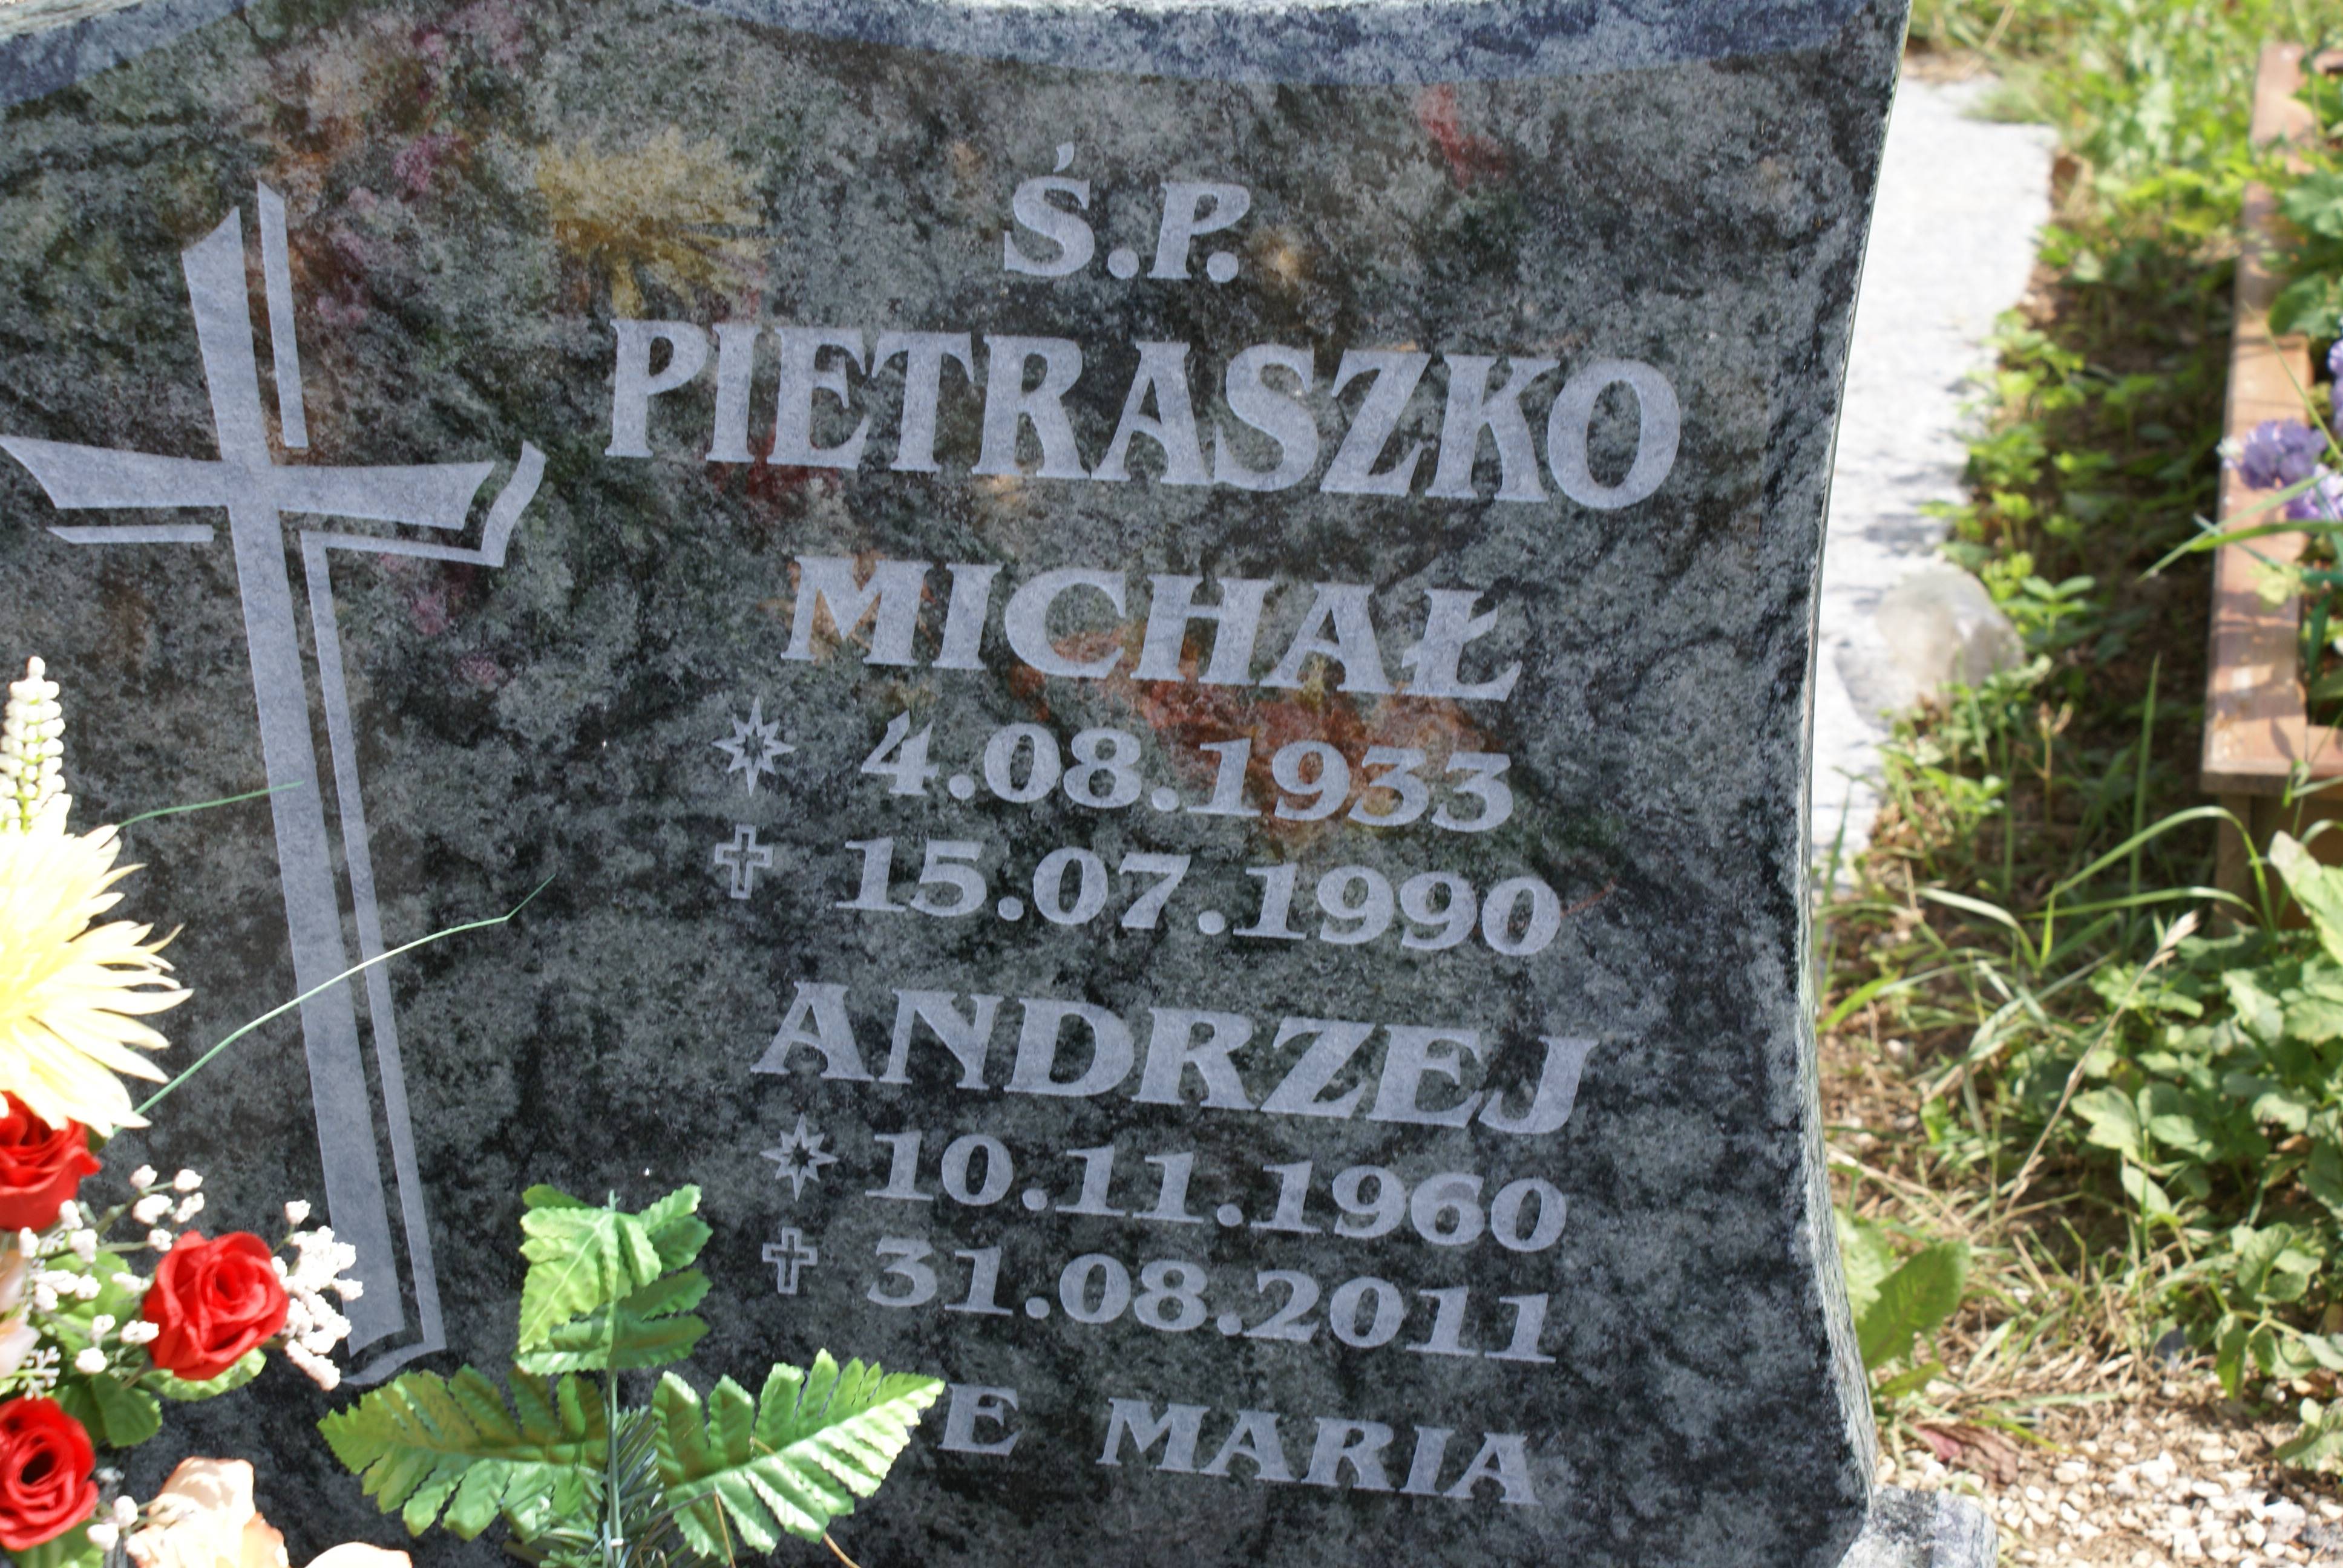 Ś.P.
PIETRASZKO
MICHAŁ
4.08.1933
15.07.1990
ANDRZEJ
10.11.1960
31.08.2011
MARIA